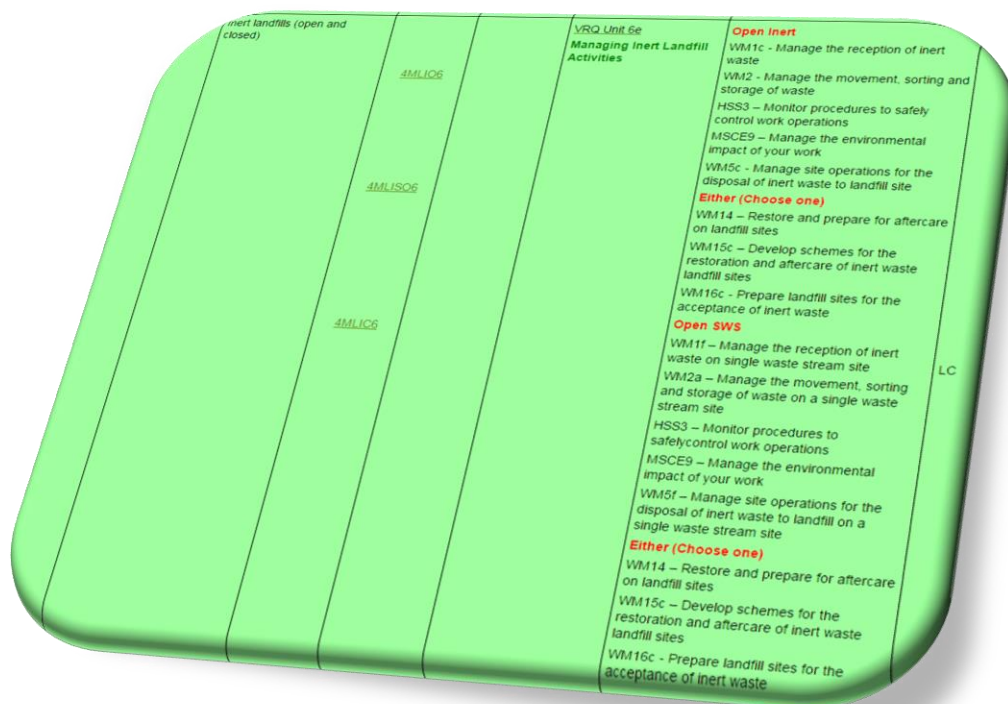 Inert landfills (open and
closed)
4MLIO6
4MLISO6
4MLIC6
VRQ Unit 6e
Managing Inert Landfill
Activities
Open Inert
WM1c - Manage the reception of inert
waste
WM2 - Manage the movement, sorting and
storage of waste
HSS3 – Monitor procedures to safely
control work operations
MSCE9 – Manage the environmental
impact of your work
WM5c - Manage site operations for the
disposal of inert waste to landfill site
Either (Choose one)
WM14 – Restore and prepare for aftercare
on landfill sites
WM15c – Develop schemes for the
restoration and aftercare of inert waste
landfill sites
WM16c - Prepare landfill sites for the
acceptance of inert waste
Open SWS
WM1f – Manage the reception of inert
waste on single waste stream site
WM2a – Manage the movement, sorting
and storage of waste on a single waste
stream site
HSS3 – Monitor procedures to
safelycontrol work operations
MSCE9 – Manage the environmental
impact of your work
WM5f – Manage site operations for the
disposal of inert waste to landfill on a
single waste stream site
Either (Choose one)
WM14 – Restore and prepare for aftercare
on landfill sites
WM15c – Develop schemes for the
restoration and aftercare of inert waste
landfill sites
WM16c - Prepare landfill sites for the
acceptance of inert waste
LC